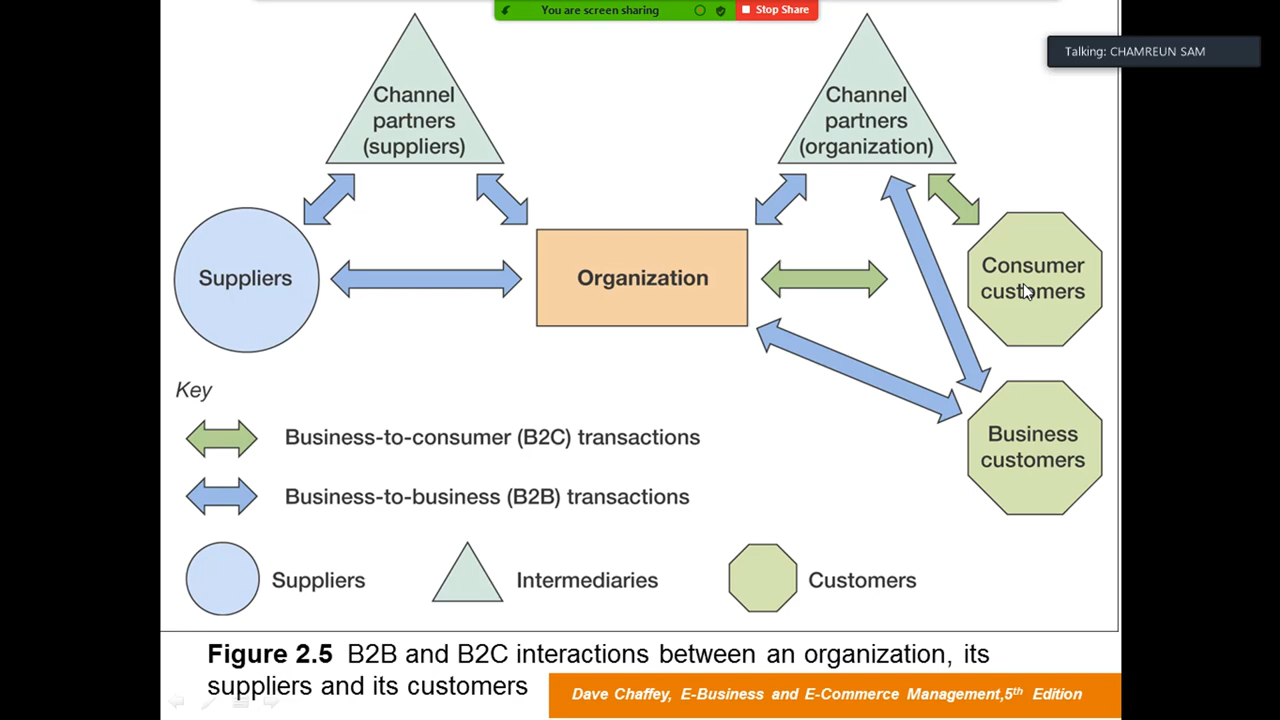 You are screen sharing
Stop Share
Talking: CHAMREUN SAM
Channel
partners
(suppliers)
Channel
partners
(organization)
Suppliers
Organization
Consumer
customers
Business
customers
Key
Business-to-consumer (B2C) transactions
Business-to-business (B2B) transactions
Suppliers
Intermediaries
Customers
Figure 2.5 B2B and B2C interactions between an organization, its
suppliers and its customers
Dave Chaffey, E-Business and E-Commerce Management,5th Edition